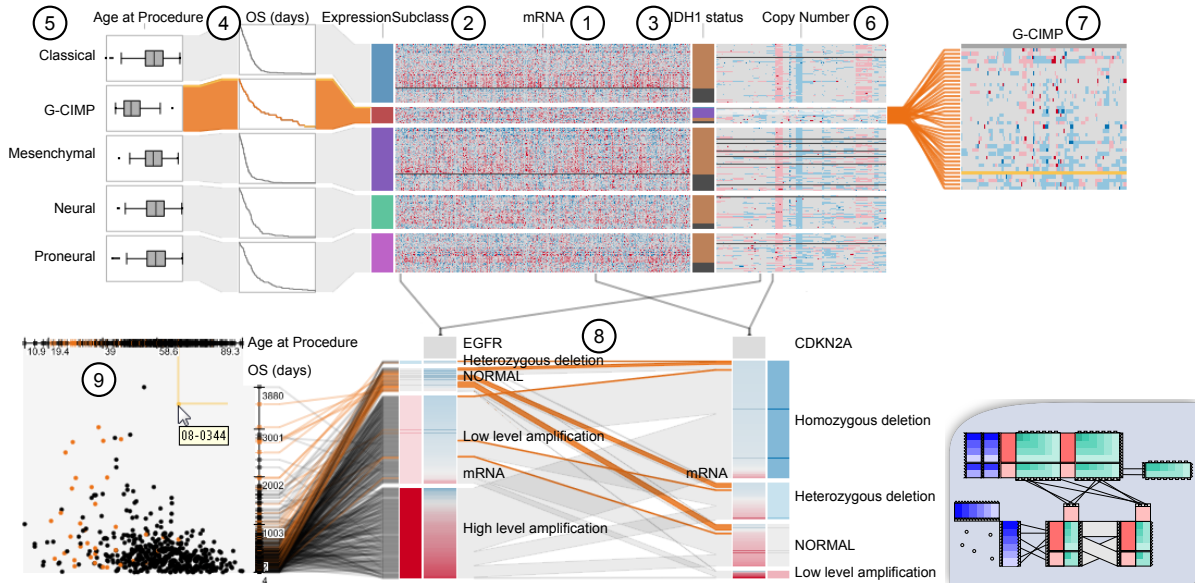 5
Age at Procedure
4
OS (days)
ExpressionSubclass
2
mRNA
1
3
IDH1 status
Copy Number
6
7
G-CIMP
Classical
G-CIMP
Mesenchymal
Neural
Proneural
8
Age at Procedure
10.9
19.4
39
58.6
89.3
OS (days)
9
3880
3001
2002
1003
4
08-0344
EGFR
Heterozygous deletion
NORMAL
Low level amplification
mRNA
High level amplification
CDKN2A
Homozygous deletion
mRNA
Heterozygous deletion
NORMAL
Low level amplification